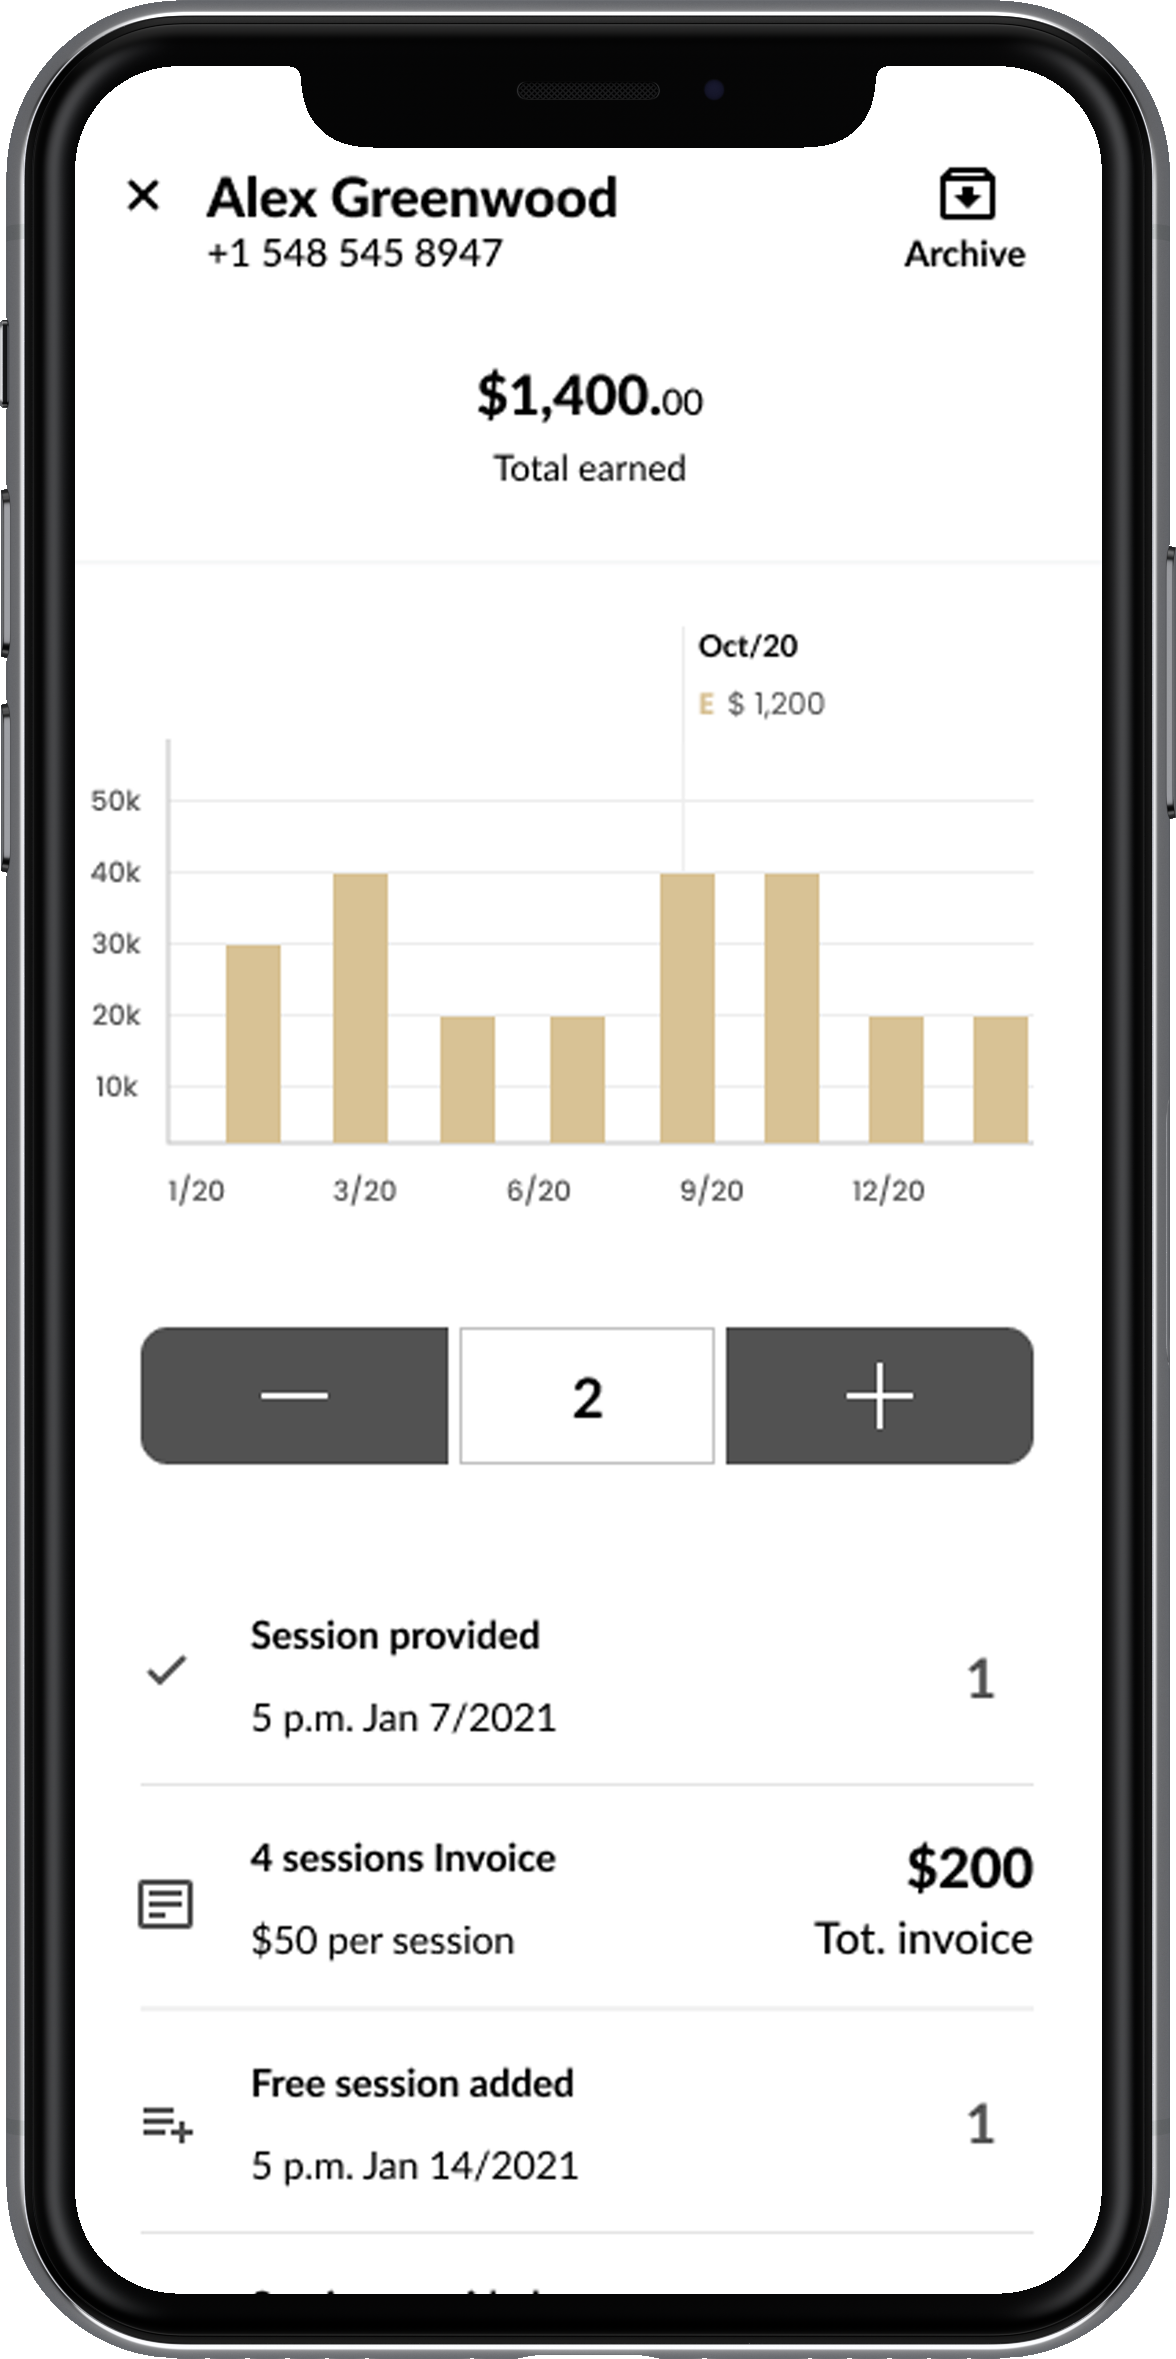 Alex Greenwood
+1 548 545 8947
Archive
$1,400.00
Total earned
Oct/20
E $ 1,200
50k
40k
30k
20k
10k
1/20 3/20 6/20 9/20 12/20
2
Session provided
5 p.m. Jan 7/2021
1
4 sessions Invoice
$50 per session
$200
Tot. invoice
Free session added
5 p.m. Jan 14/2021
1